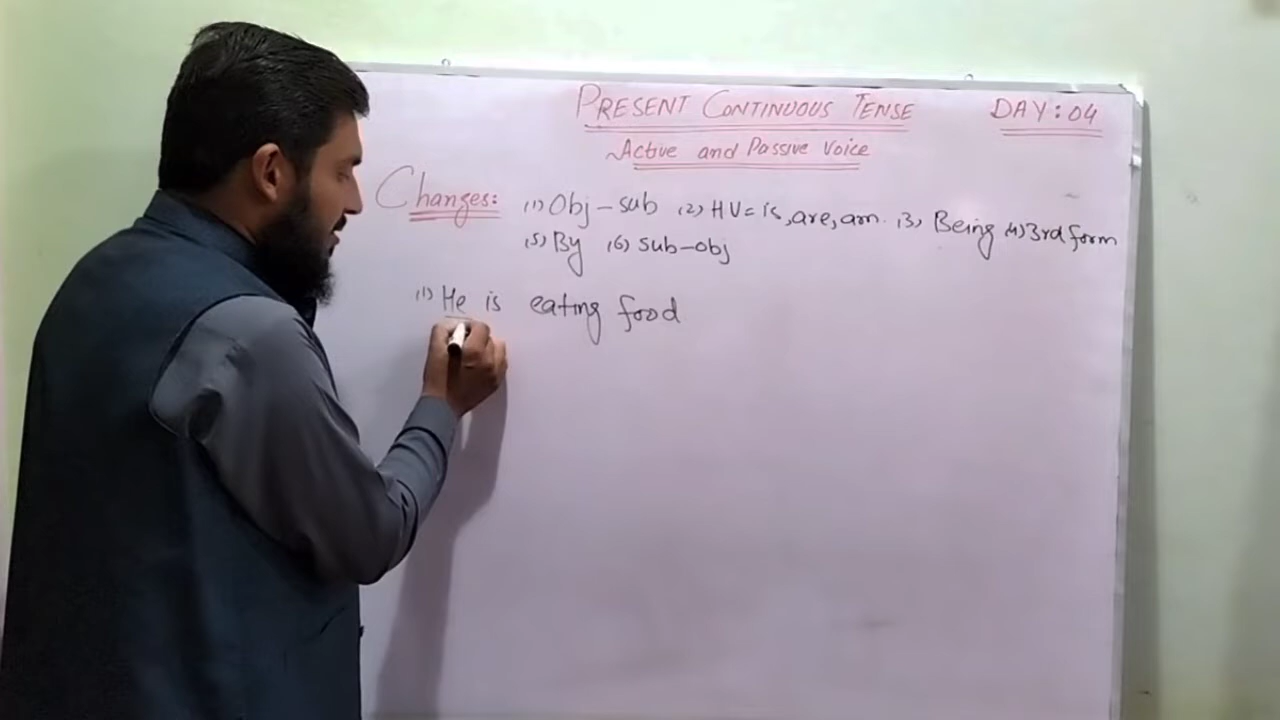 PRESENT CONTINUOUS TENSE DAY: 04
Active and Passive Voice
Changes: (1) Obj-sub (2) HV= is, are, am. (3) Being (4) 3rd form
(5) By (6) sub-obj
(1) He is eating food